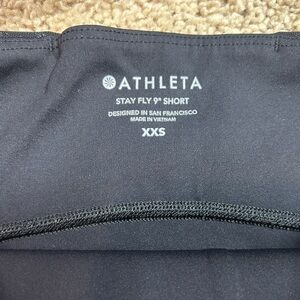 ATHLETA
STAY FLY 9" SHORT
DESIGNED IN SAN FRANCISCO
MADE IN VIETNAM
XXS